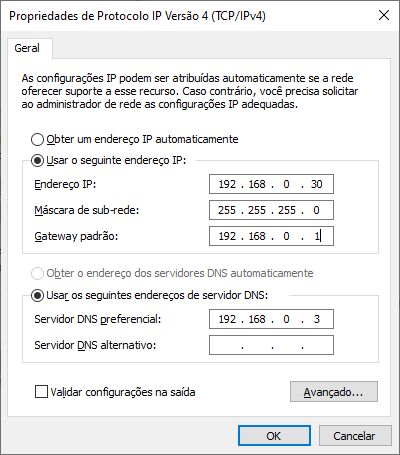 Propriedades de Protocolo IP Versão 4 (TCP/IPv4)
Geral
As configurações IP podem ser atribuídas automaticamente se a rede
oferecer suporte a esse recurso. Caso contrário, você precisa solicitar
ao administrador de rede as configurações IP adequadas.
Obter um endereço IP automaticamente
Usar o seguinte endereço IP:
Endereço IP: 192 . 168 . 0 . 30
Máscara de sub-rede: 255 . 255 . 255 . 0
Gateway padrão: 192 . 168 . 0 . 1
Obter o endereço dos servidores DNS automaticamente
Usar os seguintes endereços de servidor DNS:
Servidor DNS preferencial: 192 . 168 . 0 . 3
Servidor DNS alternativo: . . .
Validar configurações na saída
Avançado...
OK Cancelar